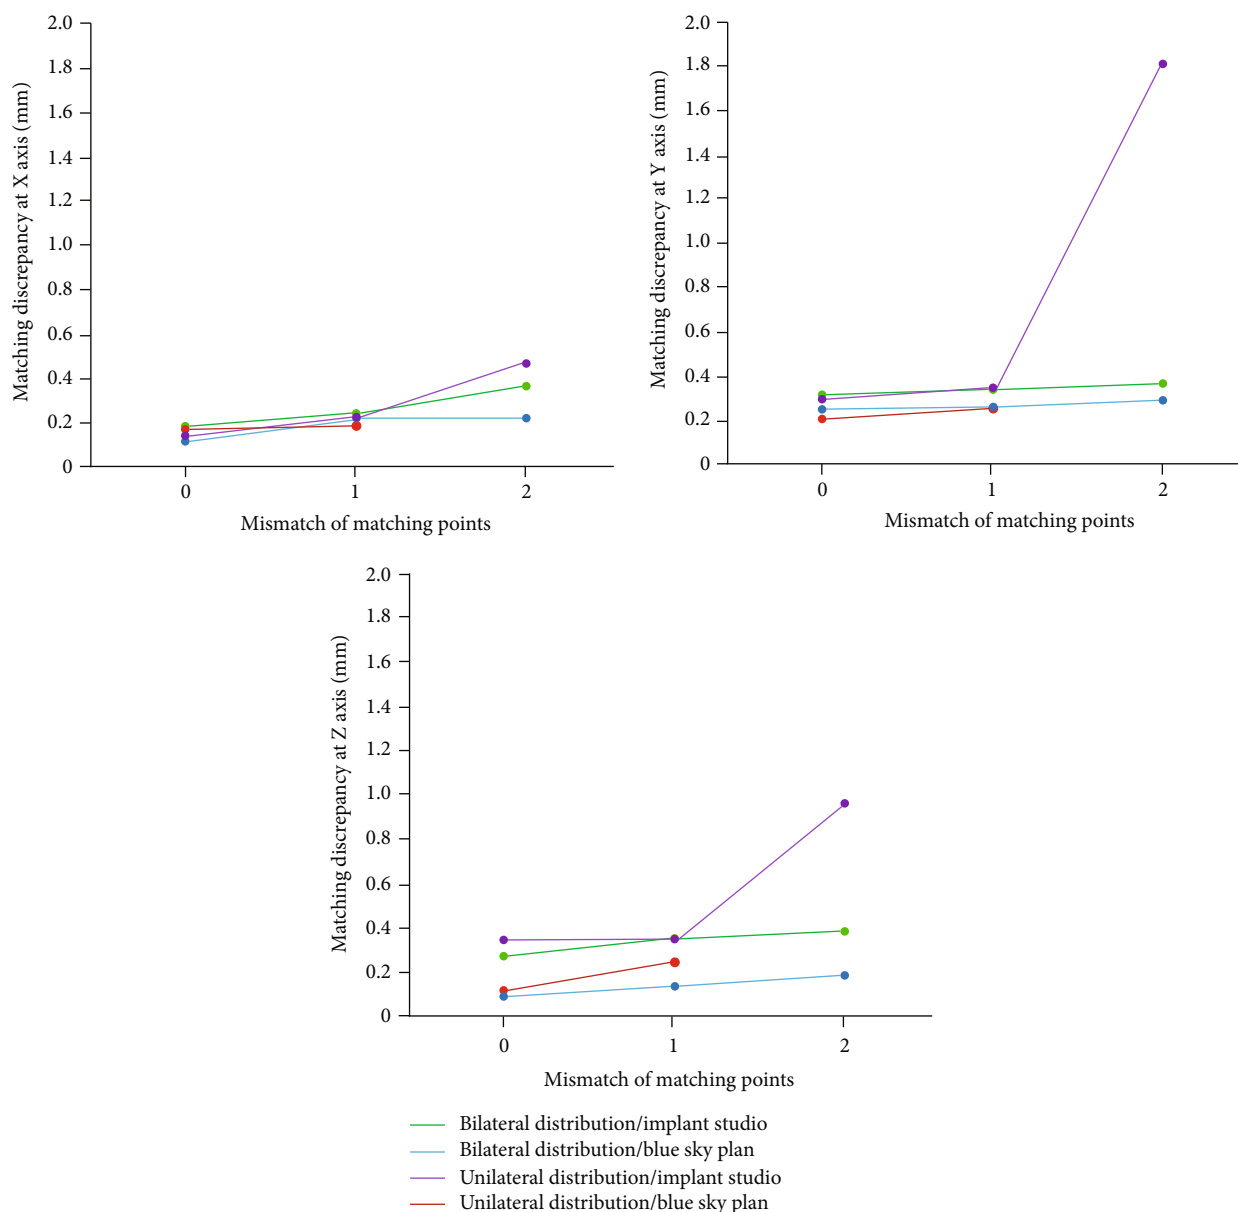 Matching discrepancy at X axis (mm)
2.0
1.8
1.6
1.4
1.2
1.0
0.8
0.6
0.4
0.2
0
0 1 2
Mismatch of matching points
Matching discrepancy at Y axis (mm)
2.0
1.8
1.6
1.4
1.2
1.0
0.8
0.6
0.4
0.2
0
0 1 2
Mismatch of matching points
Matching discrepancy at Z axis (mm)
2.0
1.8
1.6
1.4
1.2
1.0
0.8
0.6
0.4
0.2
0
0 1 2
Mismatch of matching points
Bilateral distribution/implant studio
Bilateral distribution/blue sky plan
Unilateral distribution/implant studio
Unilateral distribution/blue sky plan